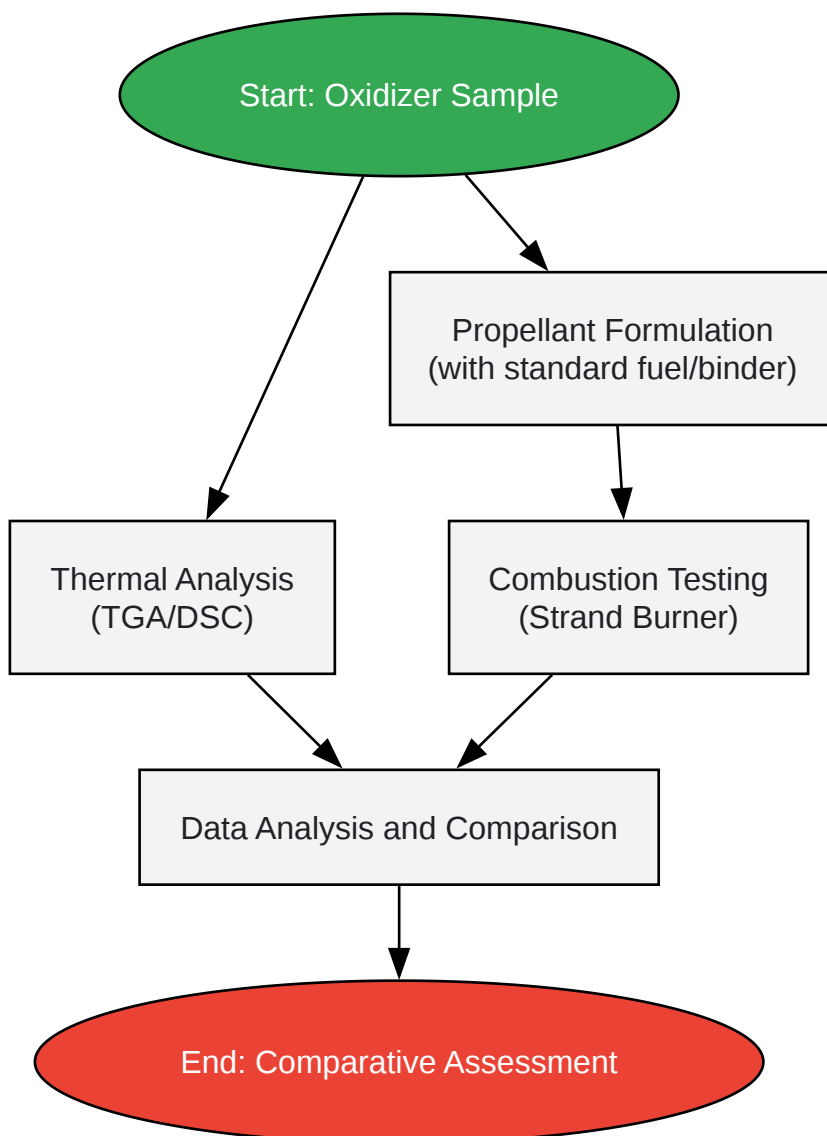 Start: Oxidizer Sample
Propellant Formulation
(with standard fuel/binder)
Thermal Analysis
(TGA/DSC)
Combustion Testing
(Strand Burner)
Data Analysis and Comparison
End: Comparative Assessment